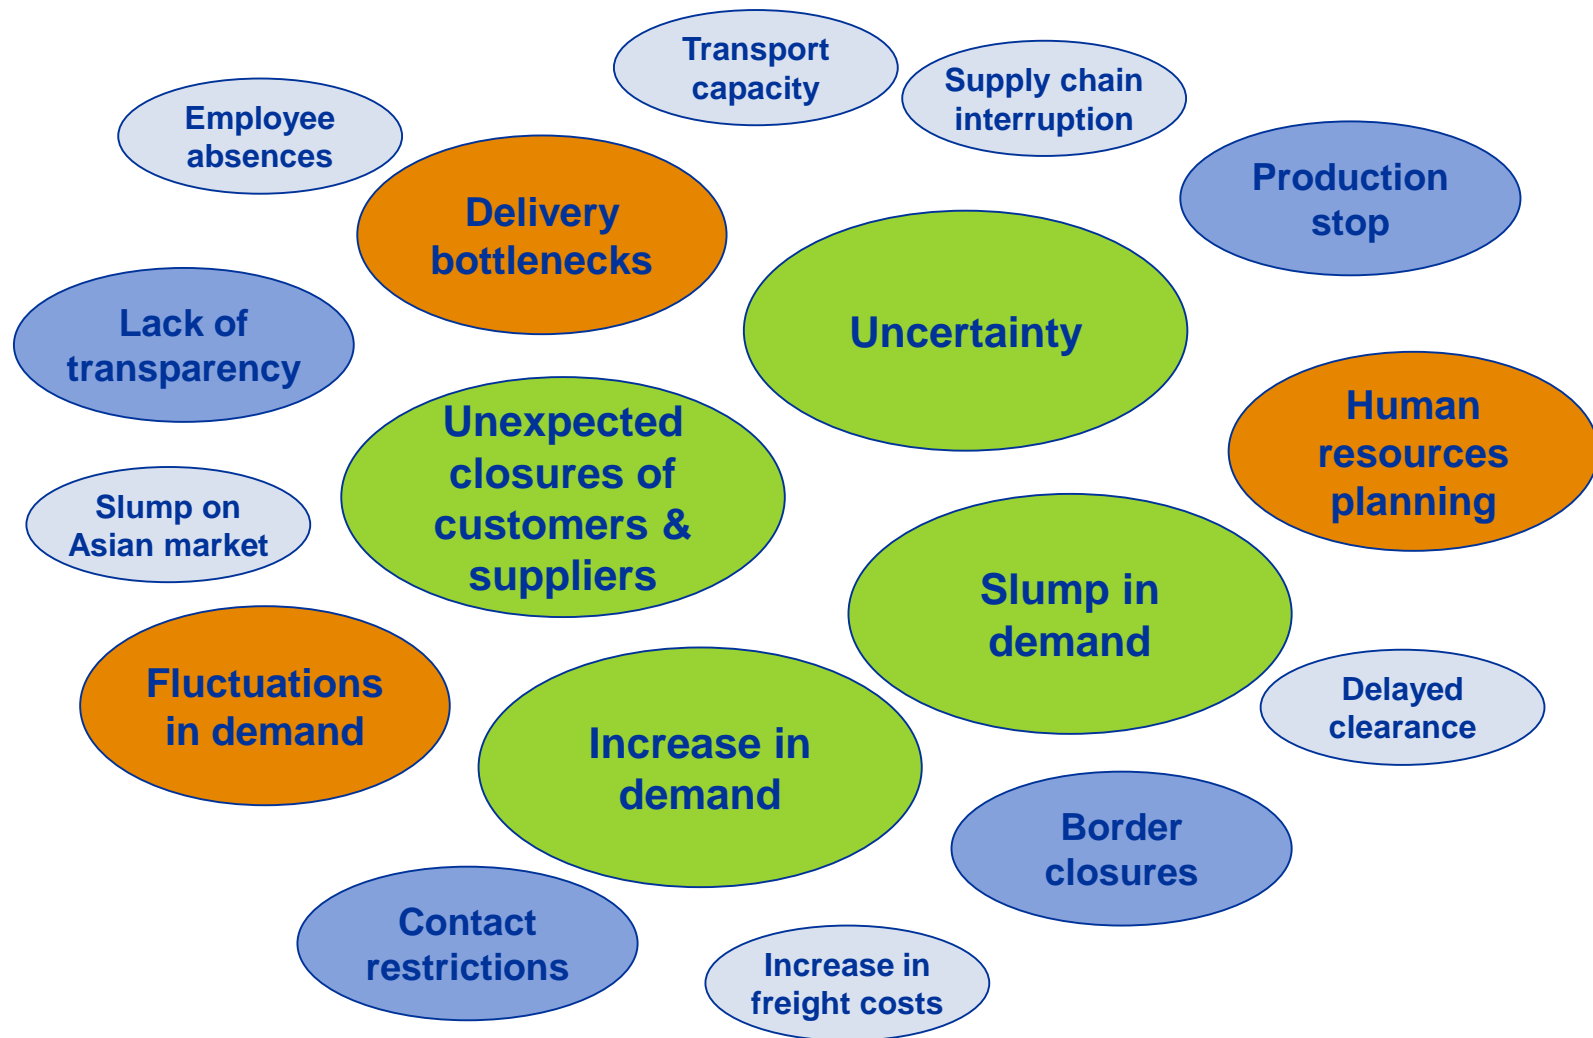 Transport
capacity
Supply chain
interruption
Employee
absences
Production
stop
Delivery
bottlenecks
Uncertainty
Lack of
transparency
Human
resources
planning
Unexpected
closures of
customers &
suppliers
Slump on
Asian market
Slump in
demand
Fluctuations
in demand
Delayed
clearance
Increase in
demand
Border
closures
Contact
restrictions
Increase in
freight costs